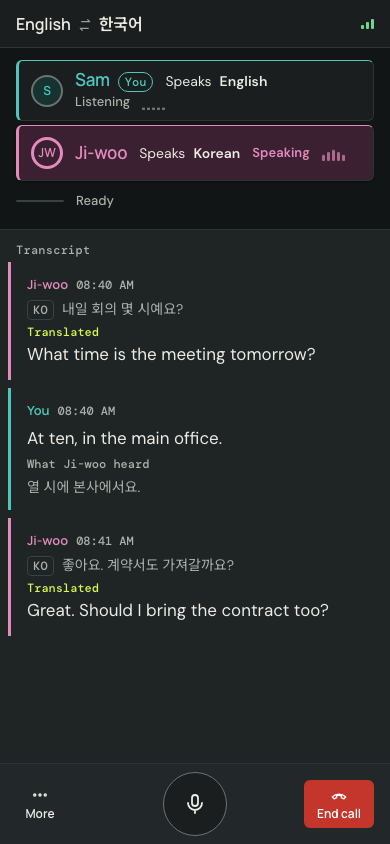 English ⇌ 한국어
S Sam You Speaks English
Listening
JW Ji-woo Speaks Korean Speaking
Ready
Transcript
Ji-woo 08:40 AM
KO 내일 회의 몇 시예요?
Translated
What time is the meeting tomorrow?
You 08:40 AM
At ten, in the main office.
What Ji-woo heard
열 시에 본사에서요.
Ji-woo 08:41 AM
KO 좋아요. 계약서도 가져갈까요?
Translated
Great. Should I bring the contract too?
More
End call